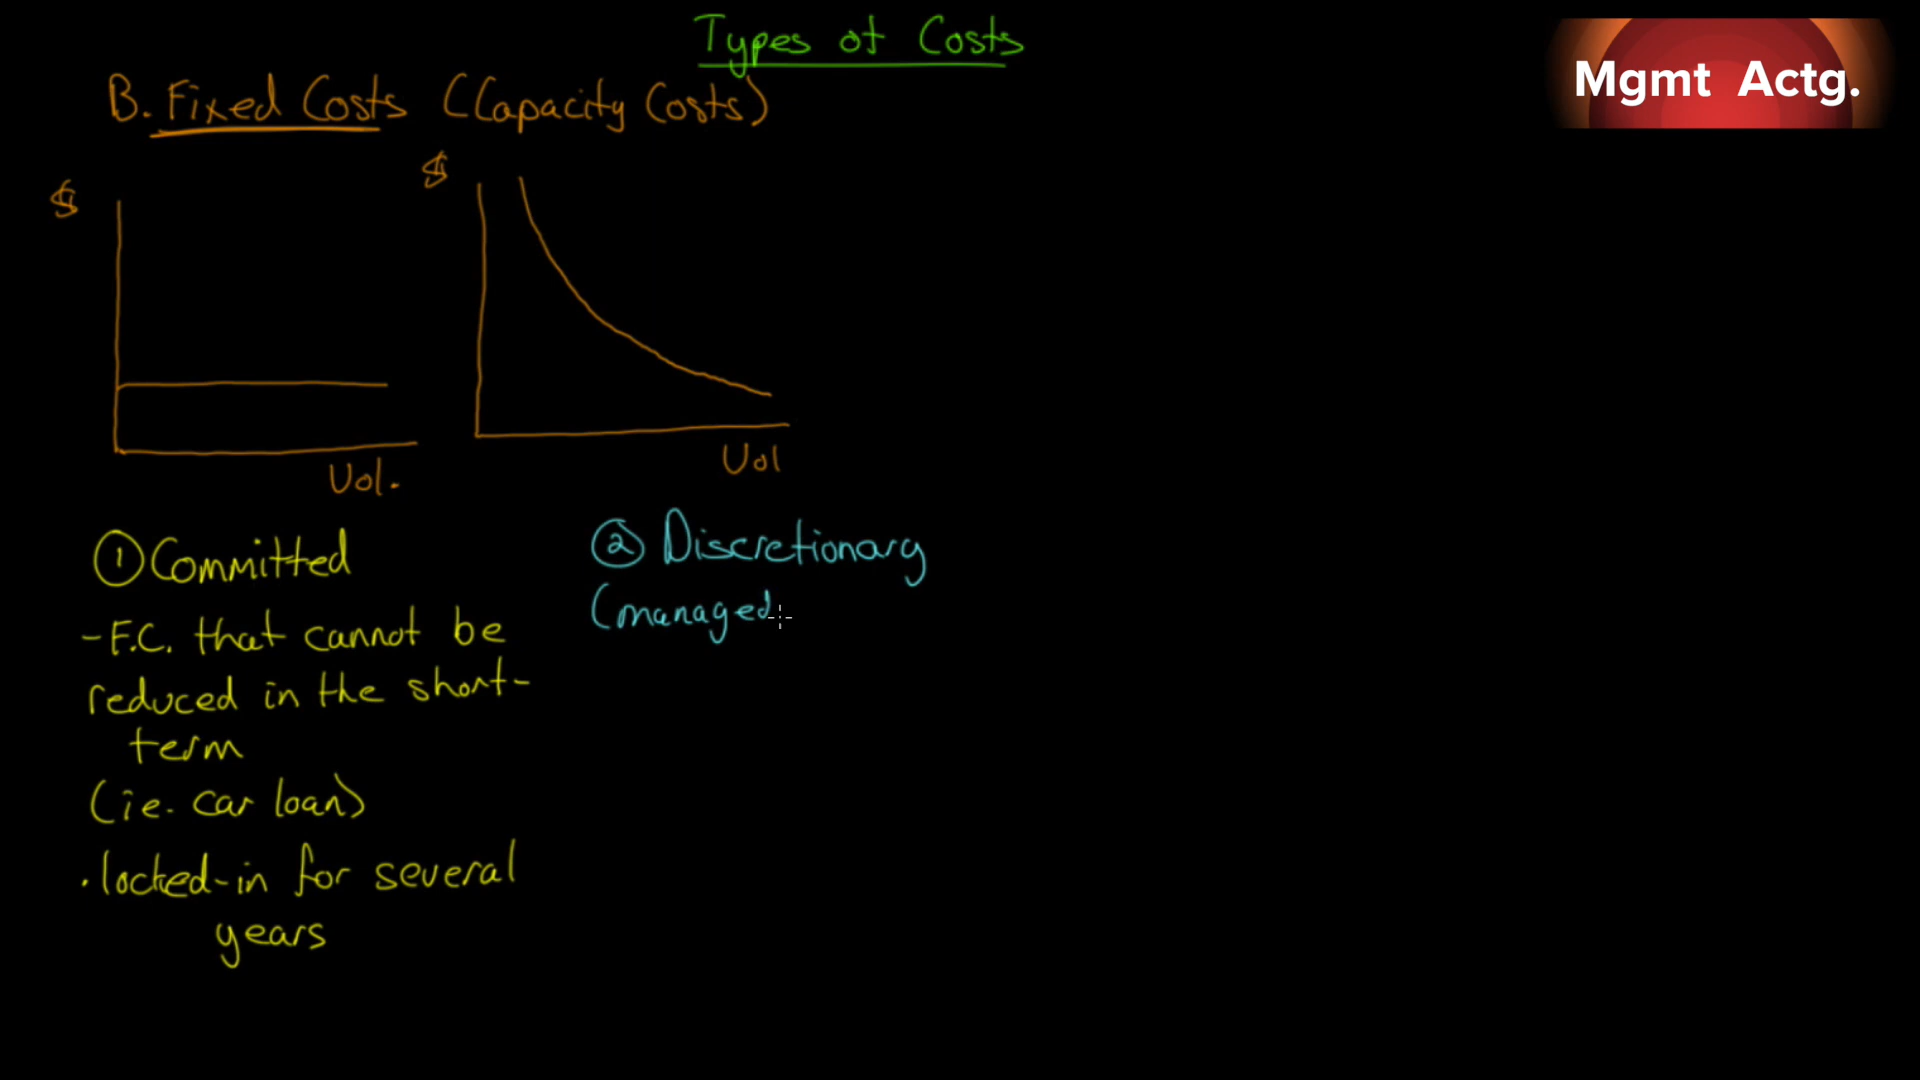 Types of Costs
Mgmt Actg.
B. Fixed Costs (Capacity Costs)
$
$
Vol.
Vol
① Committed
- F.C. that cannot be
reduced in the short-
term
(ie. car loan)
· locked-in for several
years
② Discretionary
(managed